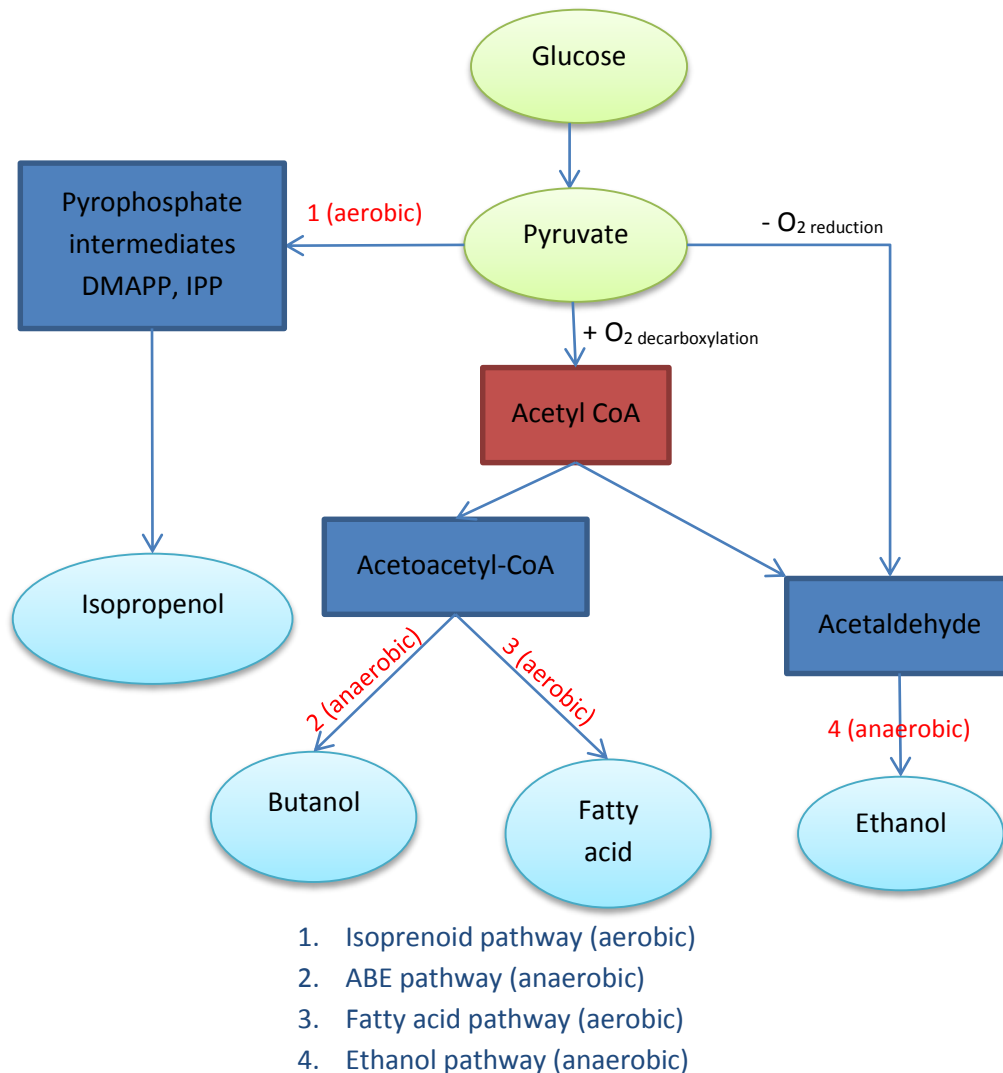 Glucose
Pyrophosphate
intermediates
DMAPP, IPP
1 (aerobic)
Pyruvate
- O₂ reduction
+ O₂ decarboxylation
Acetyl CoA
Acetoacetyl-CoA
Isopropenol
Acetaldehyde
2 (anaerobic)
3 (aerobic)
4 (anaerobic)
Butanol
Fatty
acid
Ethanol
1. Isoprenoid pathway (aerobic)
2. ABE pathway (anaerobic)
3. Fatty acid pathway (aerobic)
4. Ethanol pathway (anaerobic)